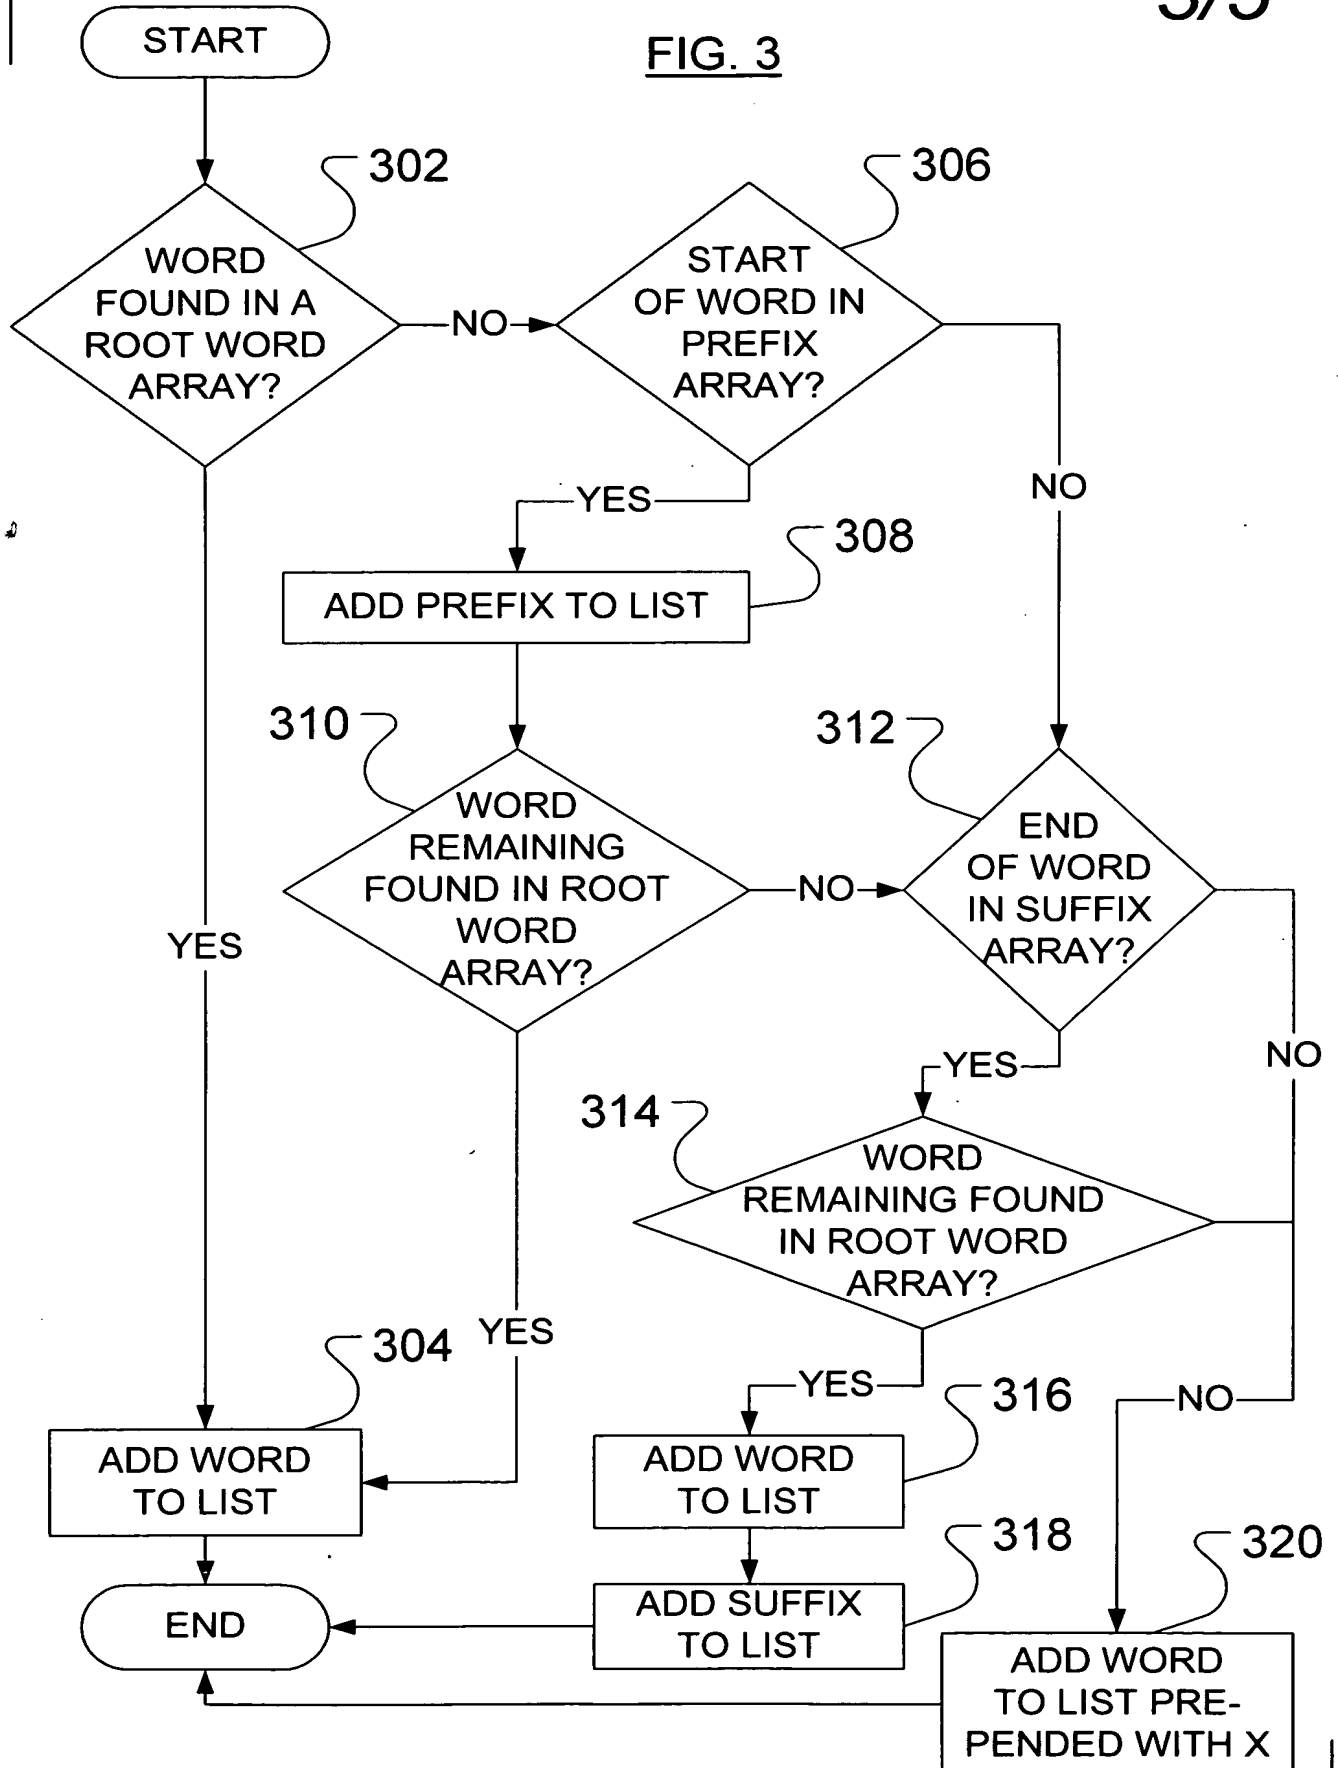 3/5
START
FIG. 3
302
306
WORD
FOUND IN A
ROOT WORD
ARRAY?
NO
START
OF WORD IN
PREFIX
ARRAY?
NO
YES
308
ADD PREFIX TO LIST
310
312
WORD
REMAINING
FOUND IN ROOT
WORD
ARRAY?
NO
END
OF WORD
IN SUFFIX
ARRAY?
YES
NO
YES
314
WORD
REMAINING FOUND
IN ROOT WORD
ARRAY?
YES
304
YES
316
NO
ADD WORD
TO LIST
ADD WORD
TO LIST
318
320
END
ADD SUFFIX
TO LIST
ADD WORD
TO LIST PRE-
PENDED WITH X